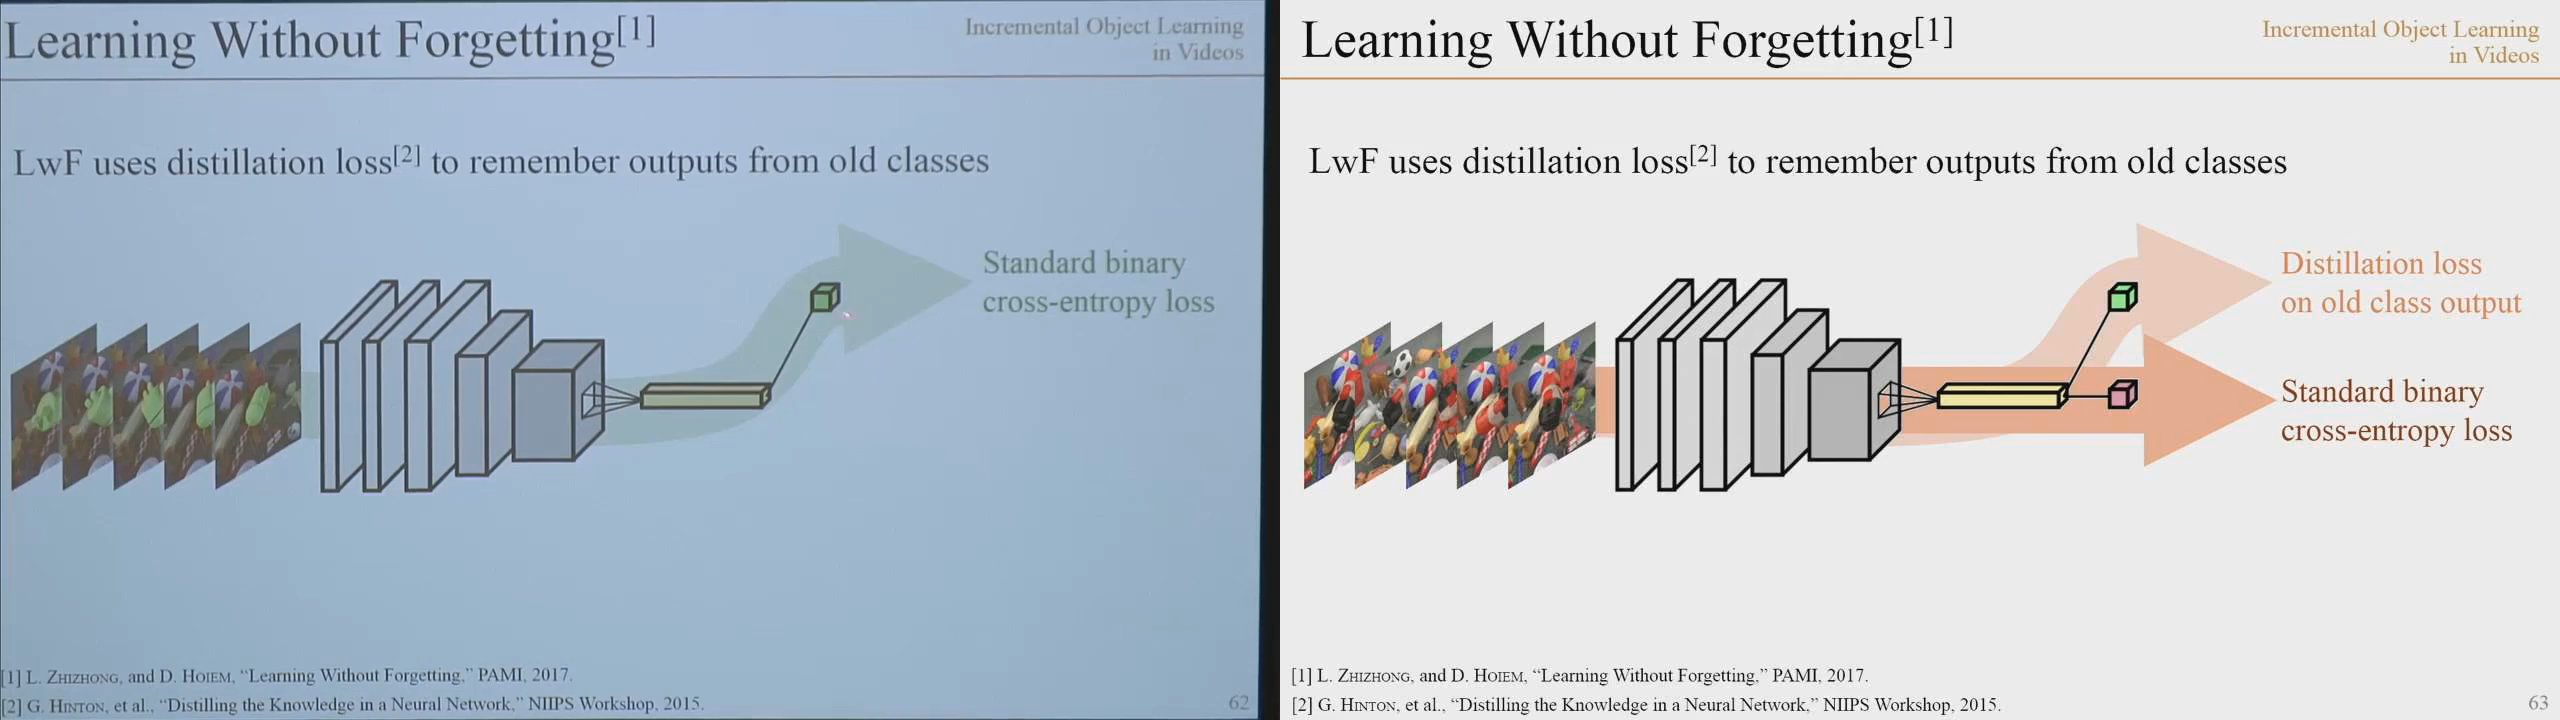 Learning Without Forgetting[1]
Incremental Object Learning
in Videos
LwF uses distillation loss[2] to remember outputs from old classes
Standard binary
cross-entropy loss
[1] L. ZHIZHONG, and D. HOIEM, “Learning Without Forgetting,” PAMI, 2017.
[2] G. HINTON, et al., “Distilling the Knowledge in a Neural Network,” NIIPS Workshop, 2015.
62
Learning Without Forgetting[1]
Incremental Object Learning
in Videos
LwF uses distillation loss[2] to remember outputs from old classes
Distillation loss
on old class output
Standard binary
cross-entropy loss
[1] L. ZHIZHONG, and D. HOIEM, “Learning Without Forgetting,” PAMI, 2017.
[2] G. HINTON, et al., “Distilling the Knowledge in a Neural Network,” NIIPS Workshop, 2015.
63